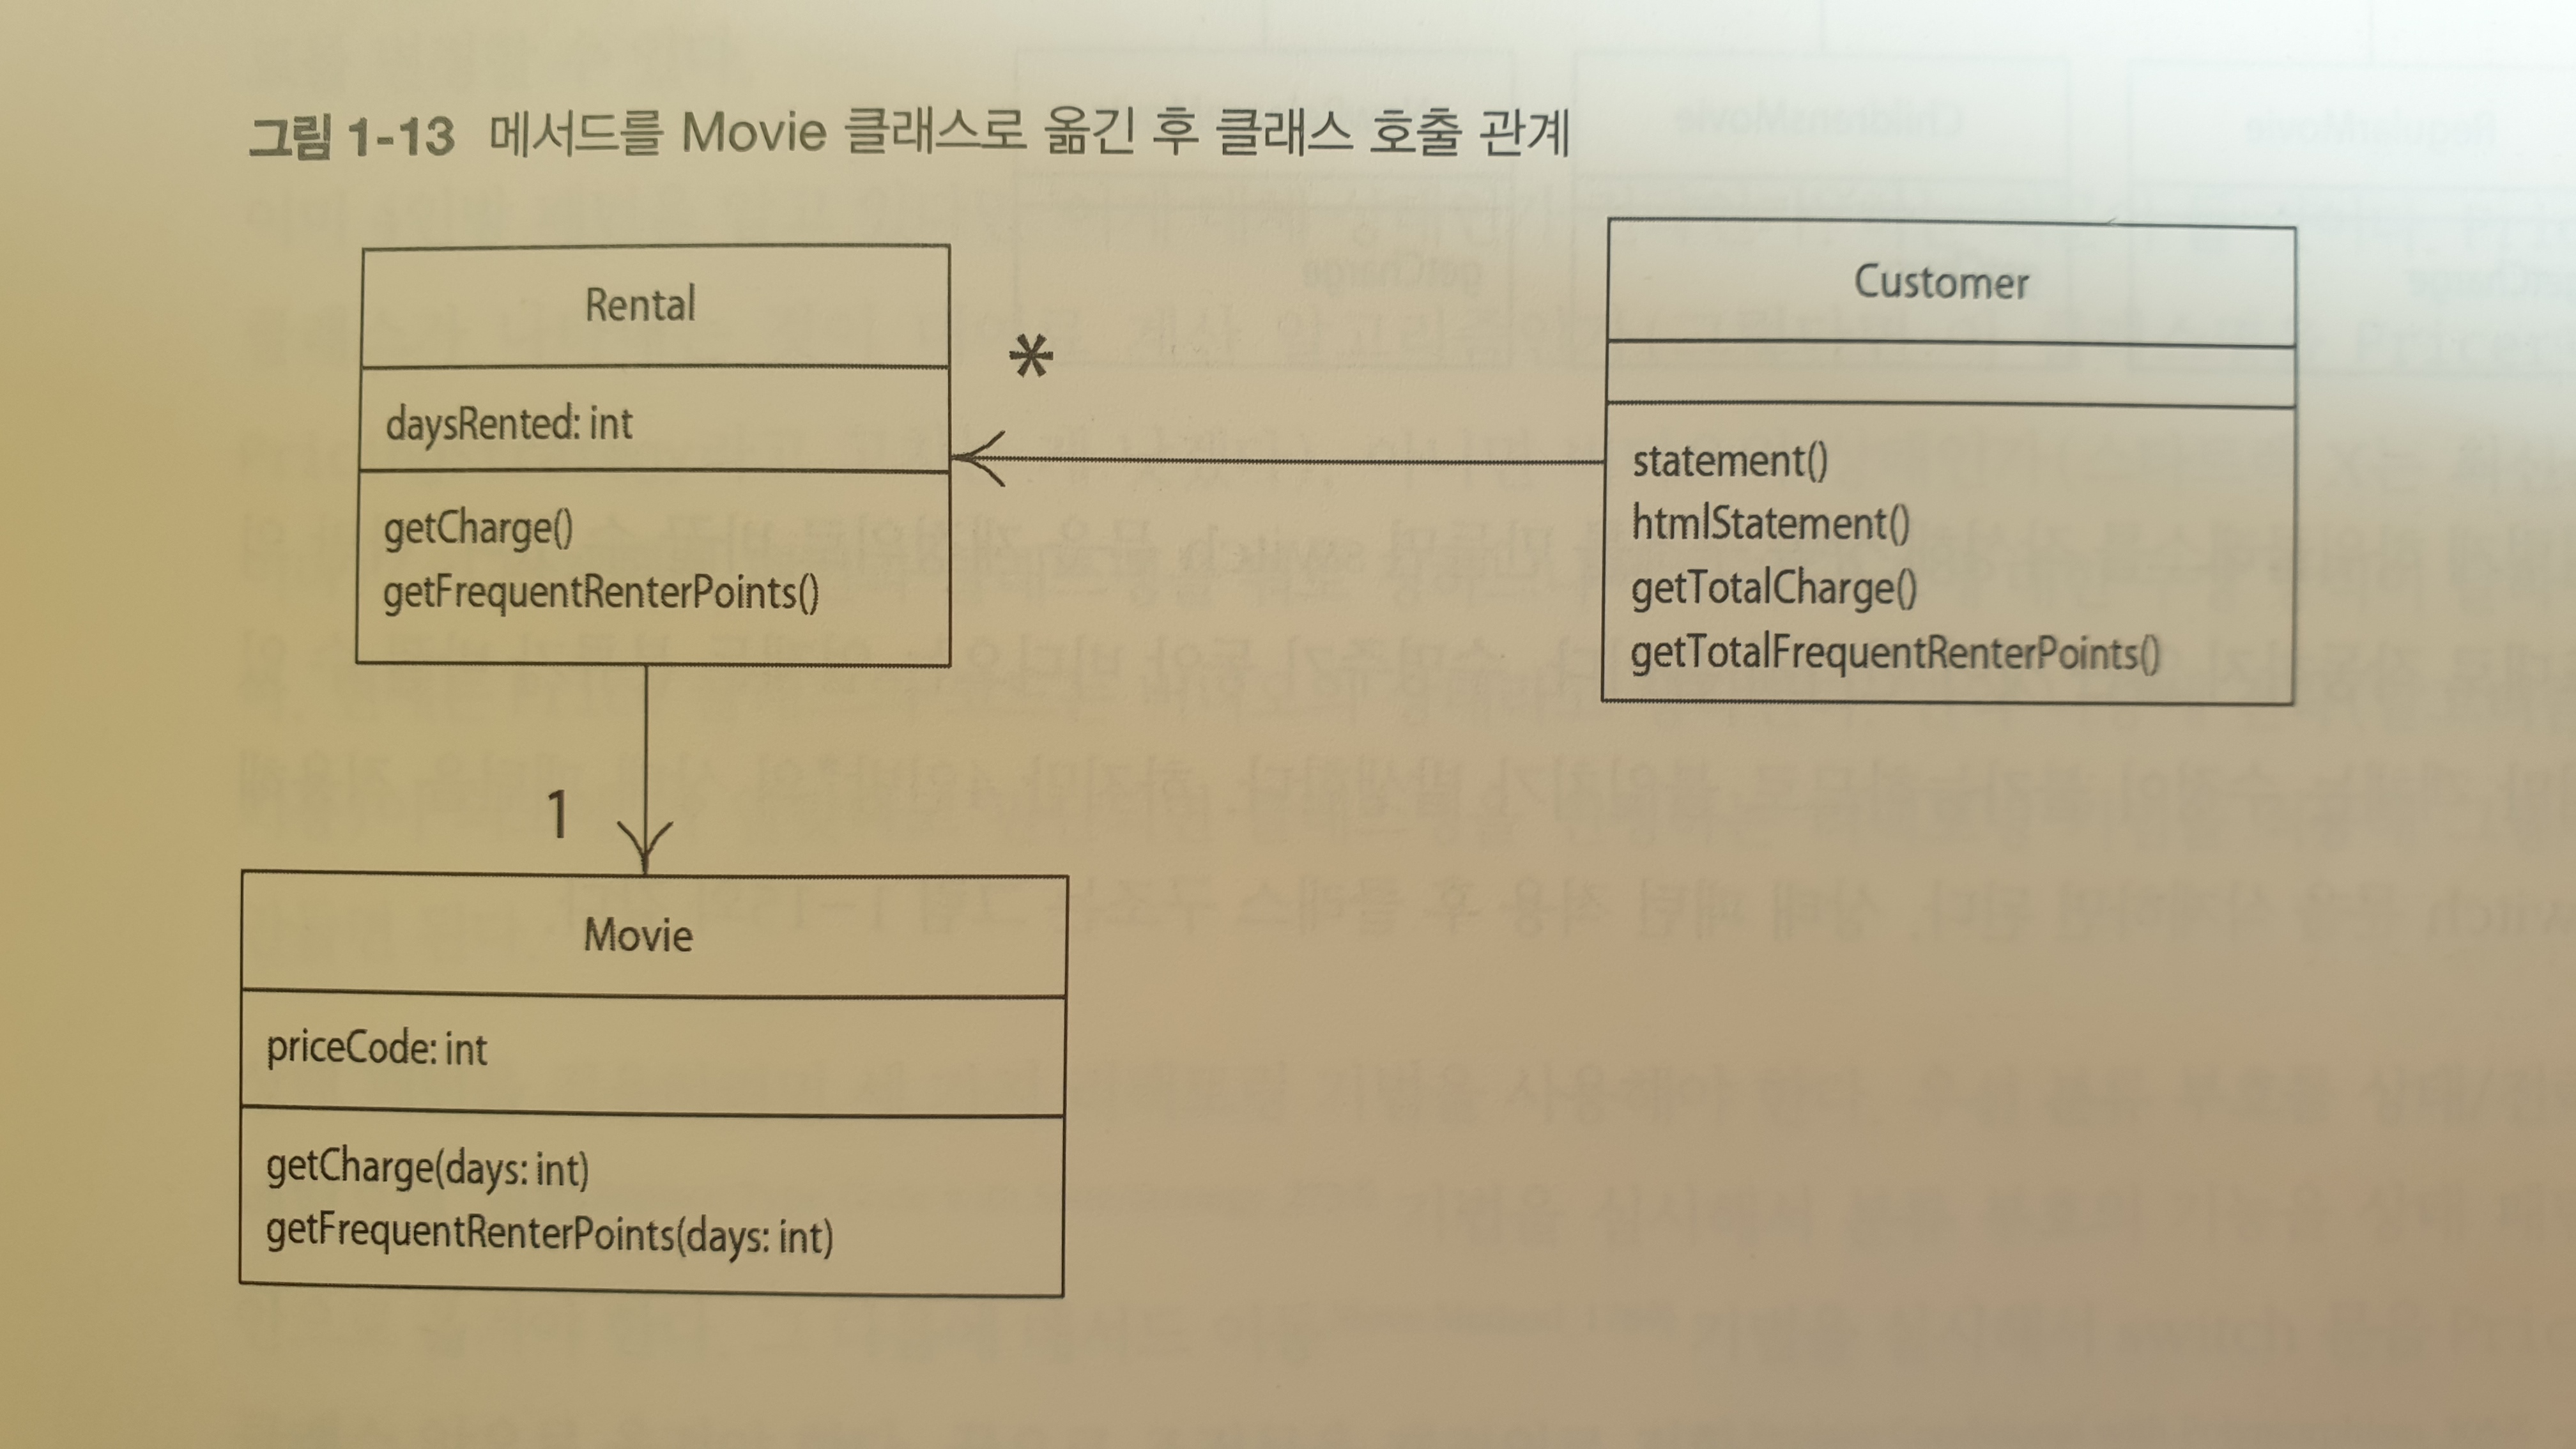 그림 1-13 메서드를 Movie 클래스로 옮긴 후 클래스 호출 관계
Rental
daysRented: int
getCharge()
getFrequentRenterPoints()
*
Customer
statement()
htmlStatement()
getTotalCharge()
getTotalFrequentRenterPoints()
1
Movie
priceCode: int
getCharge(days: int)
getFrequentRenterPoints(days: int)